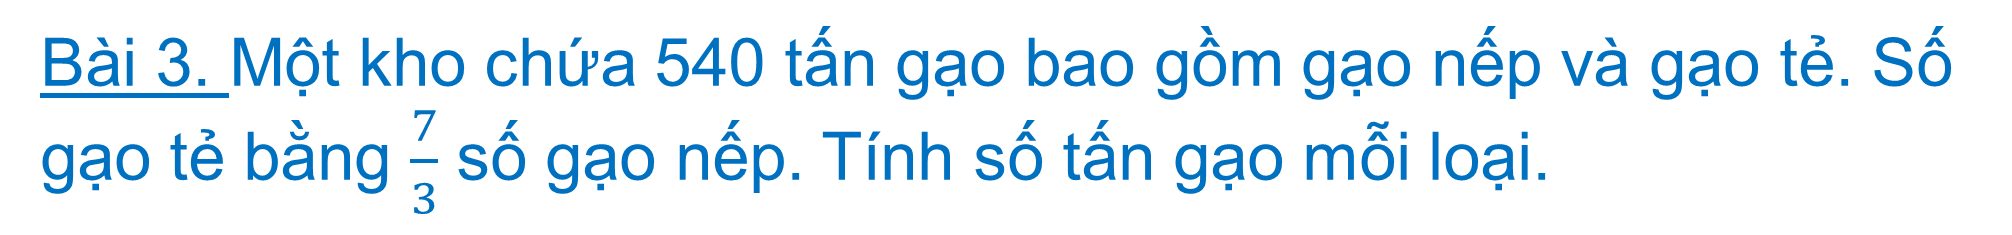 Bài 3. Một kho chứa 540 tấn gạo bao gồm gạo nếp và gạo tẻ. Số
gạo tẻ bằng 7/3 số gạo nếp. Tính số tấn gạo mỗi loại.